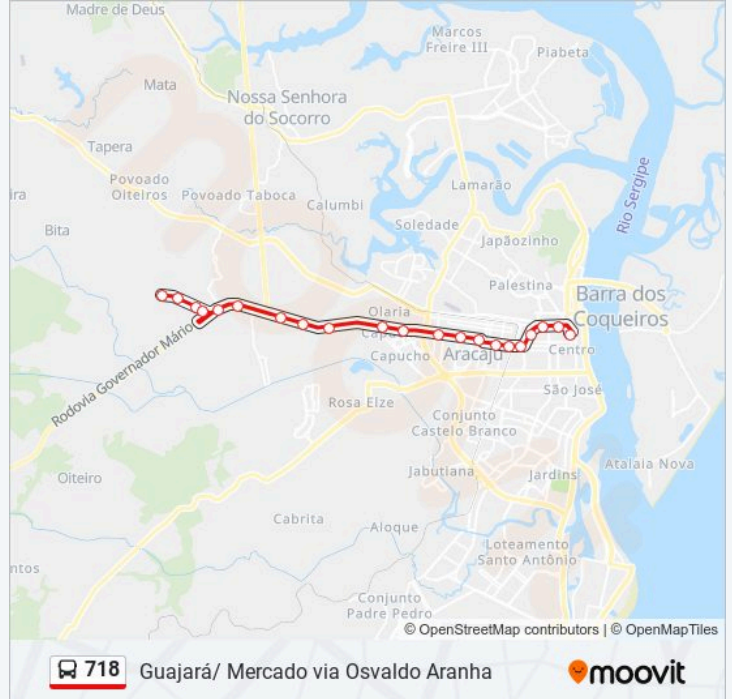 Madre de Deus
Marcos
Freire III
Piabeta
Mata
Nossa Senhora
do Socorro
Tapera
Povoado
Oiteiros
Povoado Taboca
Lamarão
Rio Sergipe
ira
Calumbi
Bita
Soledade
Japãozinho
Palestina
Barra dos
Coqueiros
Olaria
Capucho
Aracaju
Centro
Rodovia Governador Mário
Rosa Elze
São José
Conjunto
Castelo Branco
Jabutiana
Jardins
Atalaia Nova
Oiteiro
Cabrita
Aloque
Loteamento
Santo Antônio
ntos
Conjunto
Padre Pedro
© OpenStreetMap contributors | © OpenMapTiles
718 Guajará/ Mercado via Osvaldo Aranha
moovit